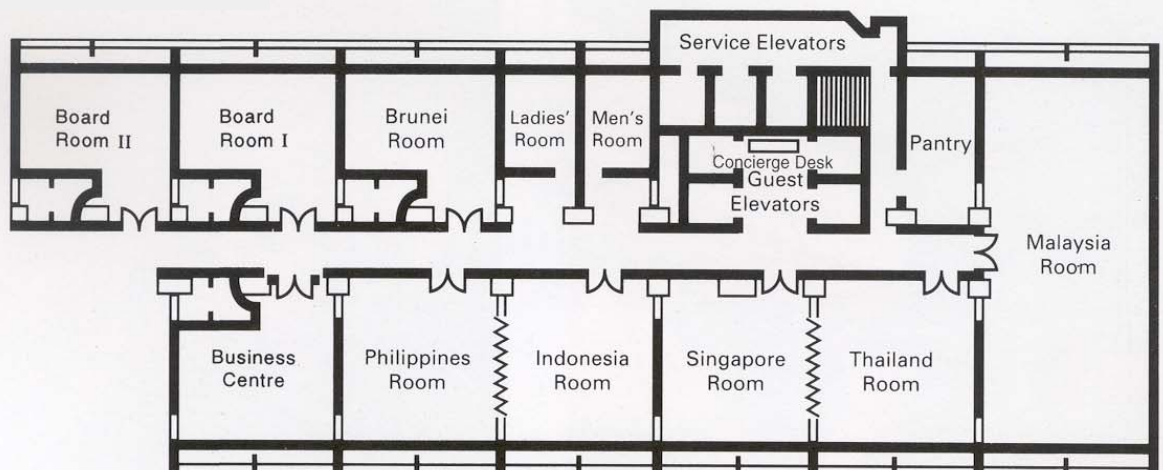 Service Elevators
Board
Room II
Board
Room I
Brunei
Room
Ladies'
Room
Men's
Room
Concierge Desk
Guest
Elevators
Pantry
Malaysia
Room
Business
Centre
Philippines
Room
Indonesia
Room
Singapore
Room
Thailand
Room